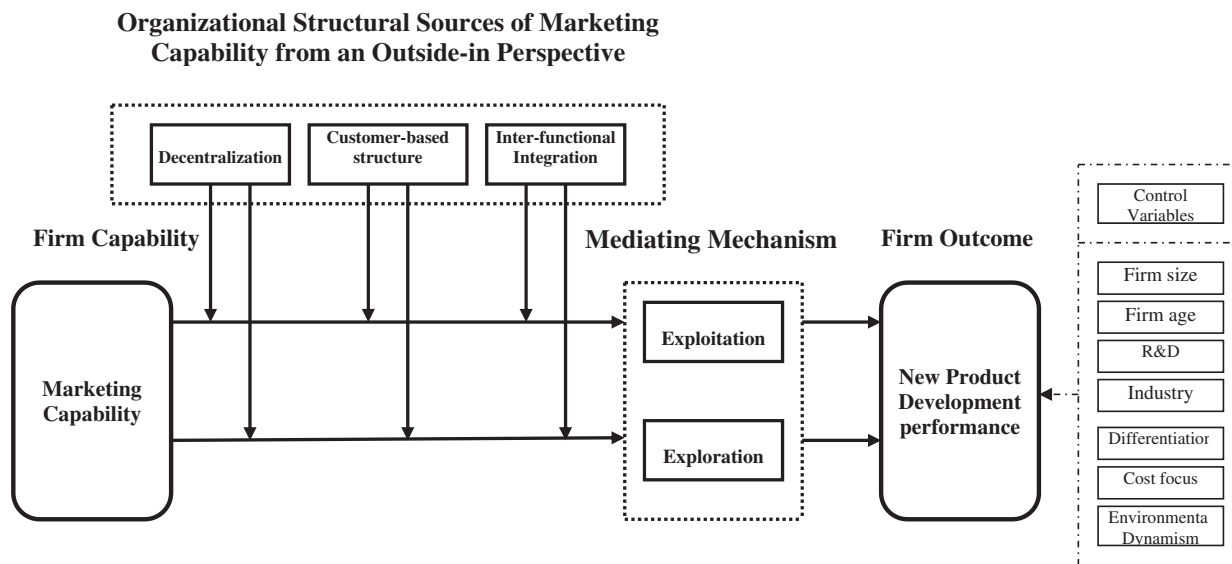 Organizational Structural Sources of Marketing
Capability from an Outside-in Perspective
Decentralization
Customer-based
structure
Inter-functional
Integration
Firm Capability
Mediating Mechanism
Firm Outcome
Marketing
Capability
Exploitation
Exploration
New Product
Development
performance
Control
Variables
Firm size
Firm age
R&D
Industry
Differentiation
Cost focus
Environmenta
Dynamism